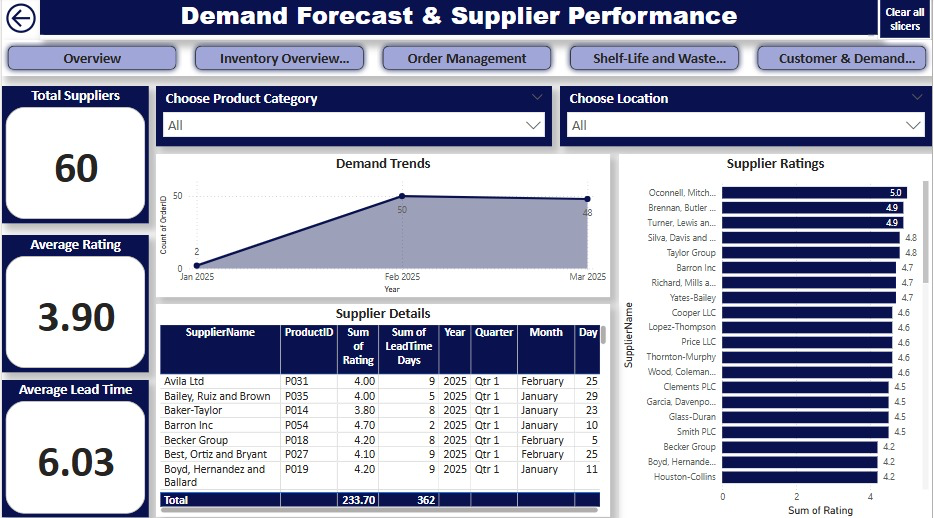 Demand Forecast & Supplier Performance
Clear all
slicers
Overview
Inventory Overview...
Order Management
Shelf-Life and Waste...
Customer & Demand...
Total Suppliers
60
Average Rating
3.90
Average Lead Time
6.03
Choose Product Category
All
Choose Location
All
Demand Trends
Count of OrderID
50
0
2
50
48
Jan 2025
Feb 2025
Mar 2025
Year
Supplier Details
SupplierName ProductID Sum of Rating Sum of LeadTime Days Year Quarter Month Day
Avila Ltd P031 4.00 9 2025 Qtr 1 February 25
Bailey, Ruiz and Brown P035 4.00 5 2025 Qtr 1 January 29
Baker-Taylor P014 3.80 8 2025 Qtr 1 January 23
Barron Inc P054 4.70 2 2025 Qtr 1 January 10
Becker Group P018 4.20 8 2025 Qtr 1 February 5
Best, Ortiz and Bryant P027 4.10 9 2025 Qtr 1 February 25
Boyd, Hernandez and P019 4.20 9 2025 Qtr 1 January 11
Ballard
Total 233.70 362
Supplier Ratings
SupplierName
Oconnell, Mitch... 5.0
Brennan, Butler ... 4.9
Turner, Lewis an... 4.9
Silva, Davis and ... 4.8
Taylor Group 4.8
Barron Inc 4.7
Richard, Mills a... 4.7
Yates-Bailey 4.7
Cooper LLC 4.6
Lopez-Thompson 4.6
Price LLC 4.6
Thornton-Murphy 4.6
Wood, Coleman... 4.6
Clements PLC 4.5
Garcia, Davenpo... 4.5
Glass-Duran 4.5
Smith PLC 4.5
Becker Group 4.2
Boyd, Hernande... 4.2
Houston-Collins 4.2
0 2 4
Sum of Rating